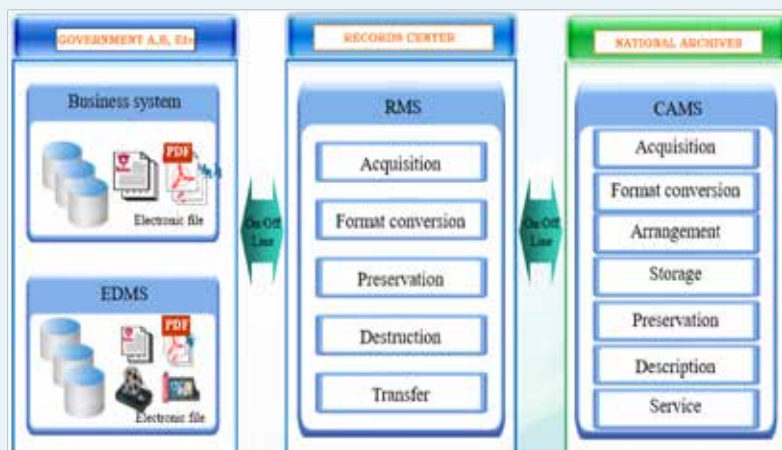 GOVERNMENT A,B, Etc
Business system
PDF
Electronic file
EDMS
PDF
Electronic file
On/Off
Line
RECORDS CENTER
RMS
Acquisition
Format conversion
Preservation
Destruction
Transfer
On/Off
Line
NATIONAL ARCHIVES
CAMS
Acquisition
Format conversion
Arrangement
Storage
Preservation
Description
Service